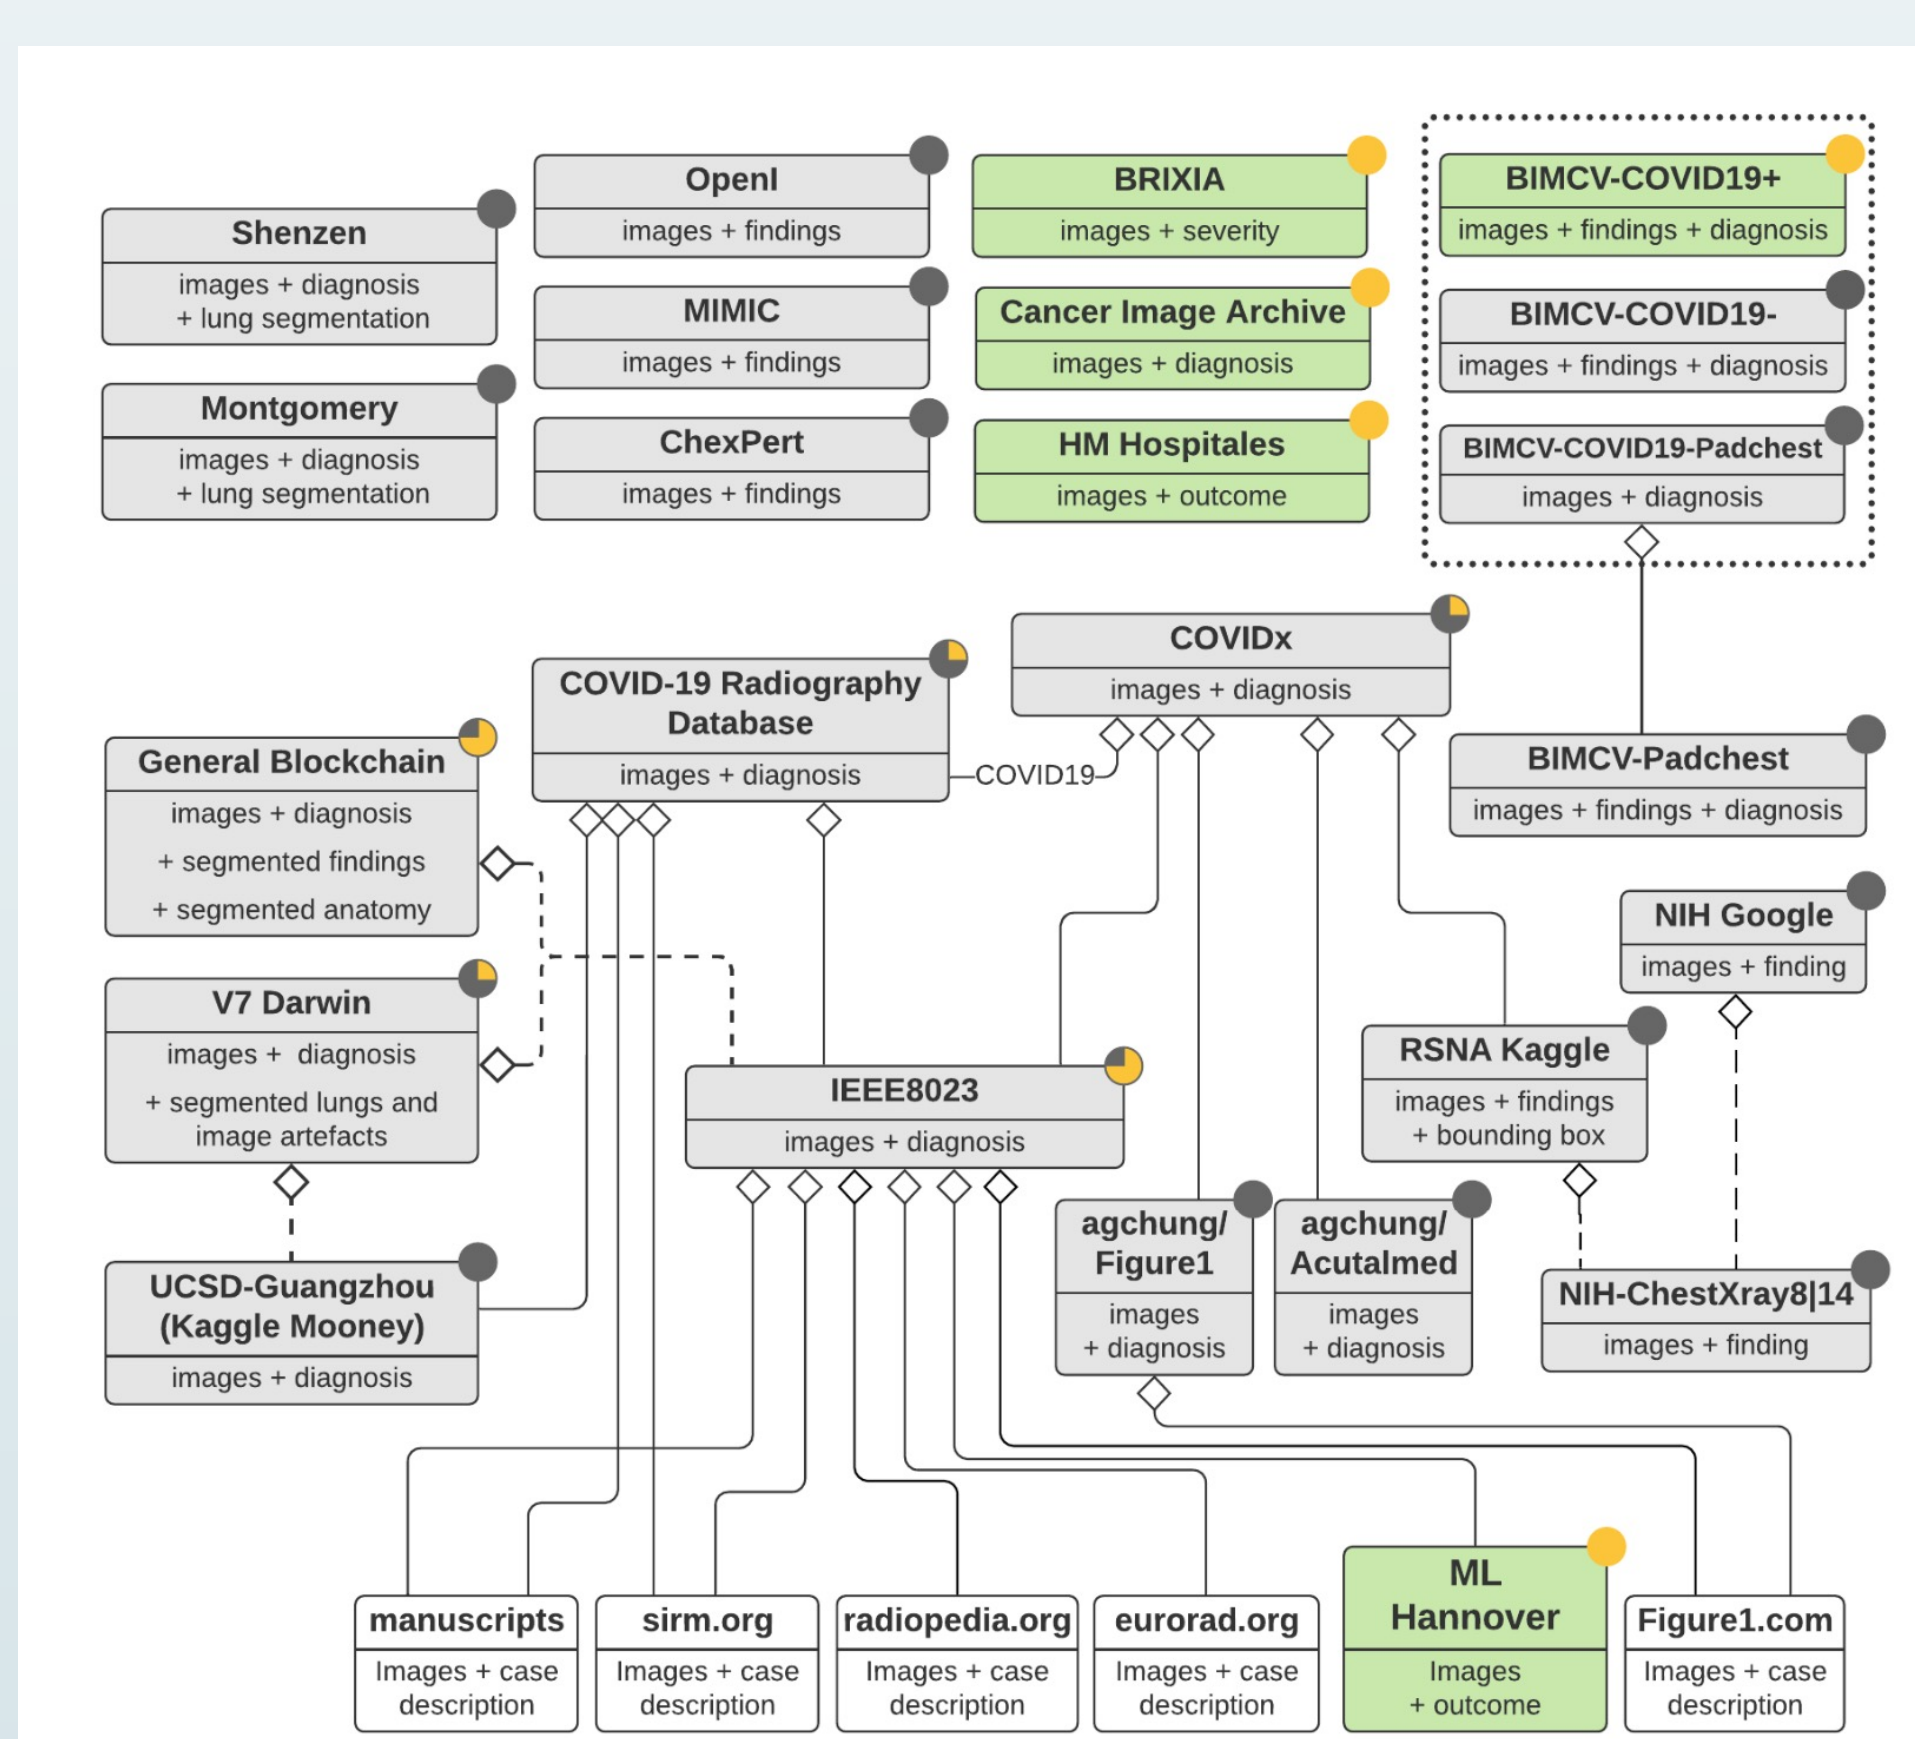 Shenzen
images + diagnosis
+ lung segmentation
Montgomery
images + diagnosis
+ lung segmentation
OpenI
images + findings
MIMIC
images + findings
ChexPert
images + findings
BRIXIA
images + severity
Cancer Image Archive
images + diagnosis
HM Hospitales
images + outcome
BIMCV-COVID19+
images + findings + diagnosis
BIMCV-COVID19-
images + findings + diagnosis
BIMCV-COVID19-Padchest
images + diagnosis
COVIDx
images + diagnosis
COVID-19 Radiography
Database
images + diagnosis
COVID19
BIMCV-Padchest
images + findings + diagnosis
General Blockchain
images + diagnosis
+ segmented findings
+ segmented anatomy
NIH Google
images + finding
V7 Darwin
images + diagnosis
+ segmented lungs and
image artefacts
RSNA Kaggle
images + findings
+ bounding box
IEEE8023
images + diagnosis
agchung/
Figure1
images
+ diagnosis
agchung/
Acutalmed
images
+ diagnosis
NIH-ChestXray8|14
images + finding
UCSD-Guangzhou
(Kaggle Mooney)
images + diagnosis
manuscripts
Images + case
description
sirm.org
Images + case
description
radiopedia.org
Images + case
description
eurorad.org
Images + case
description
ML
Hannover
Images
+ outcome
Figure1.com
Images + case
description